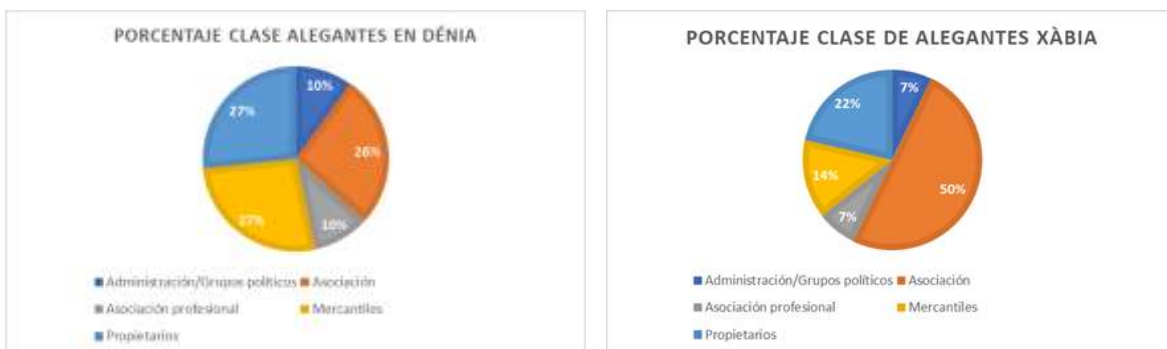 PORCENTAJE CLASE ALEGANTES EN DÉNIA
10%
26%
10%
27%
27%
Administración/Grupos políticos Asociación
Asociación profesional Mercantiles
Propietarios
PORCENTAJE CLASE DE ALEGANTES XÀBIA
7%
50%
7%
14%
22%
Administración/Grupos políticos Asociación
Asociación profesional Mercantiles
Propietarios